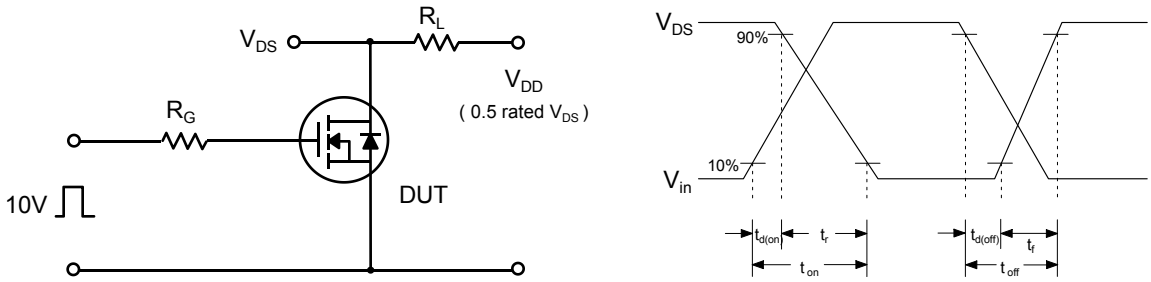 V_DS
R_L
V_DD
( 0.5 rated V_DS )
R_G
10V
DUT
V_DS
90%
10%
V_in
t_d(on)
t_r
t_on
t_d(off)
t_f
t_off